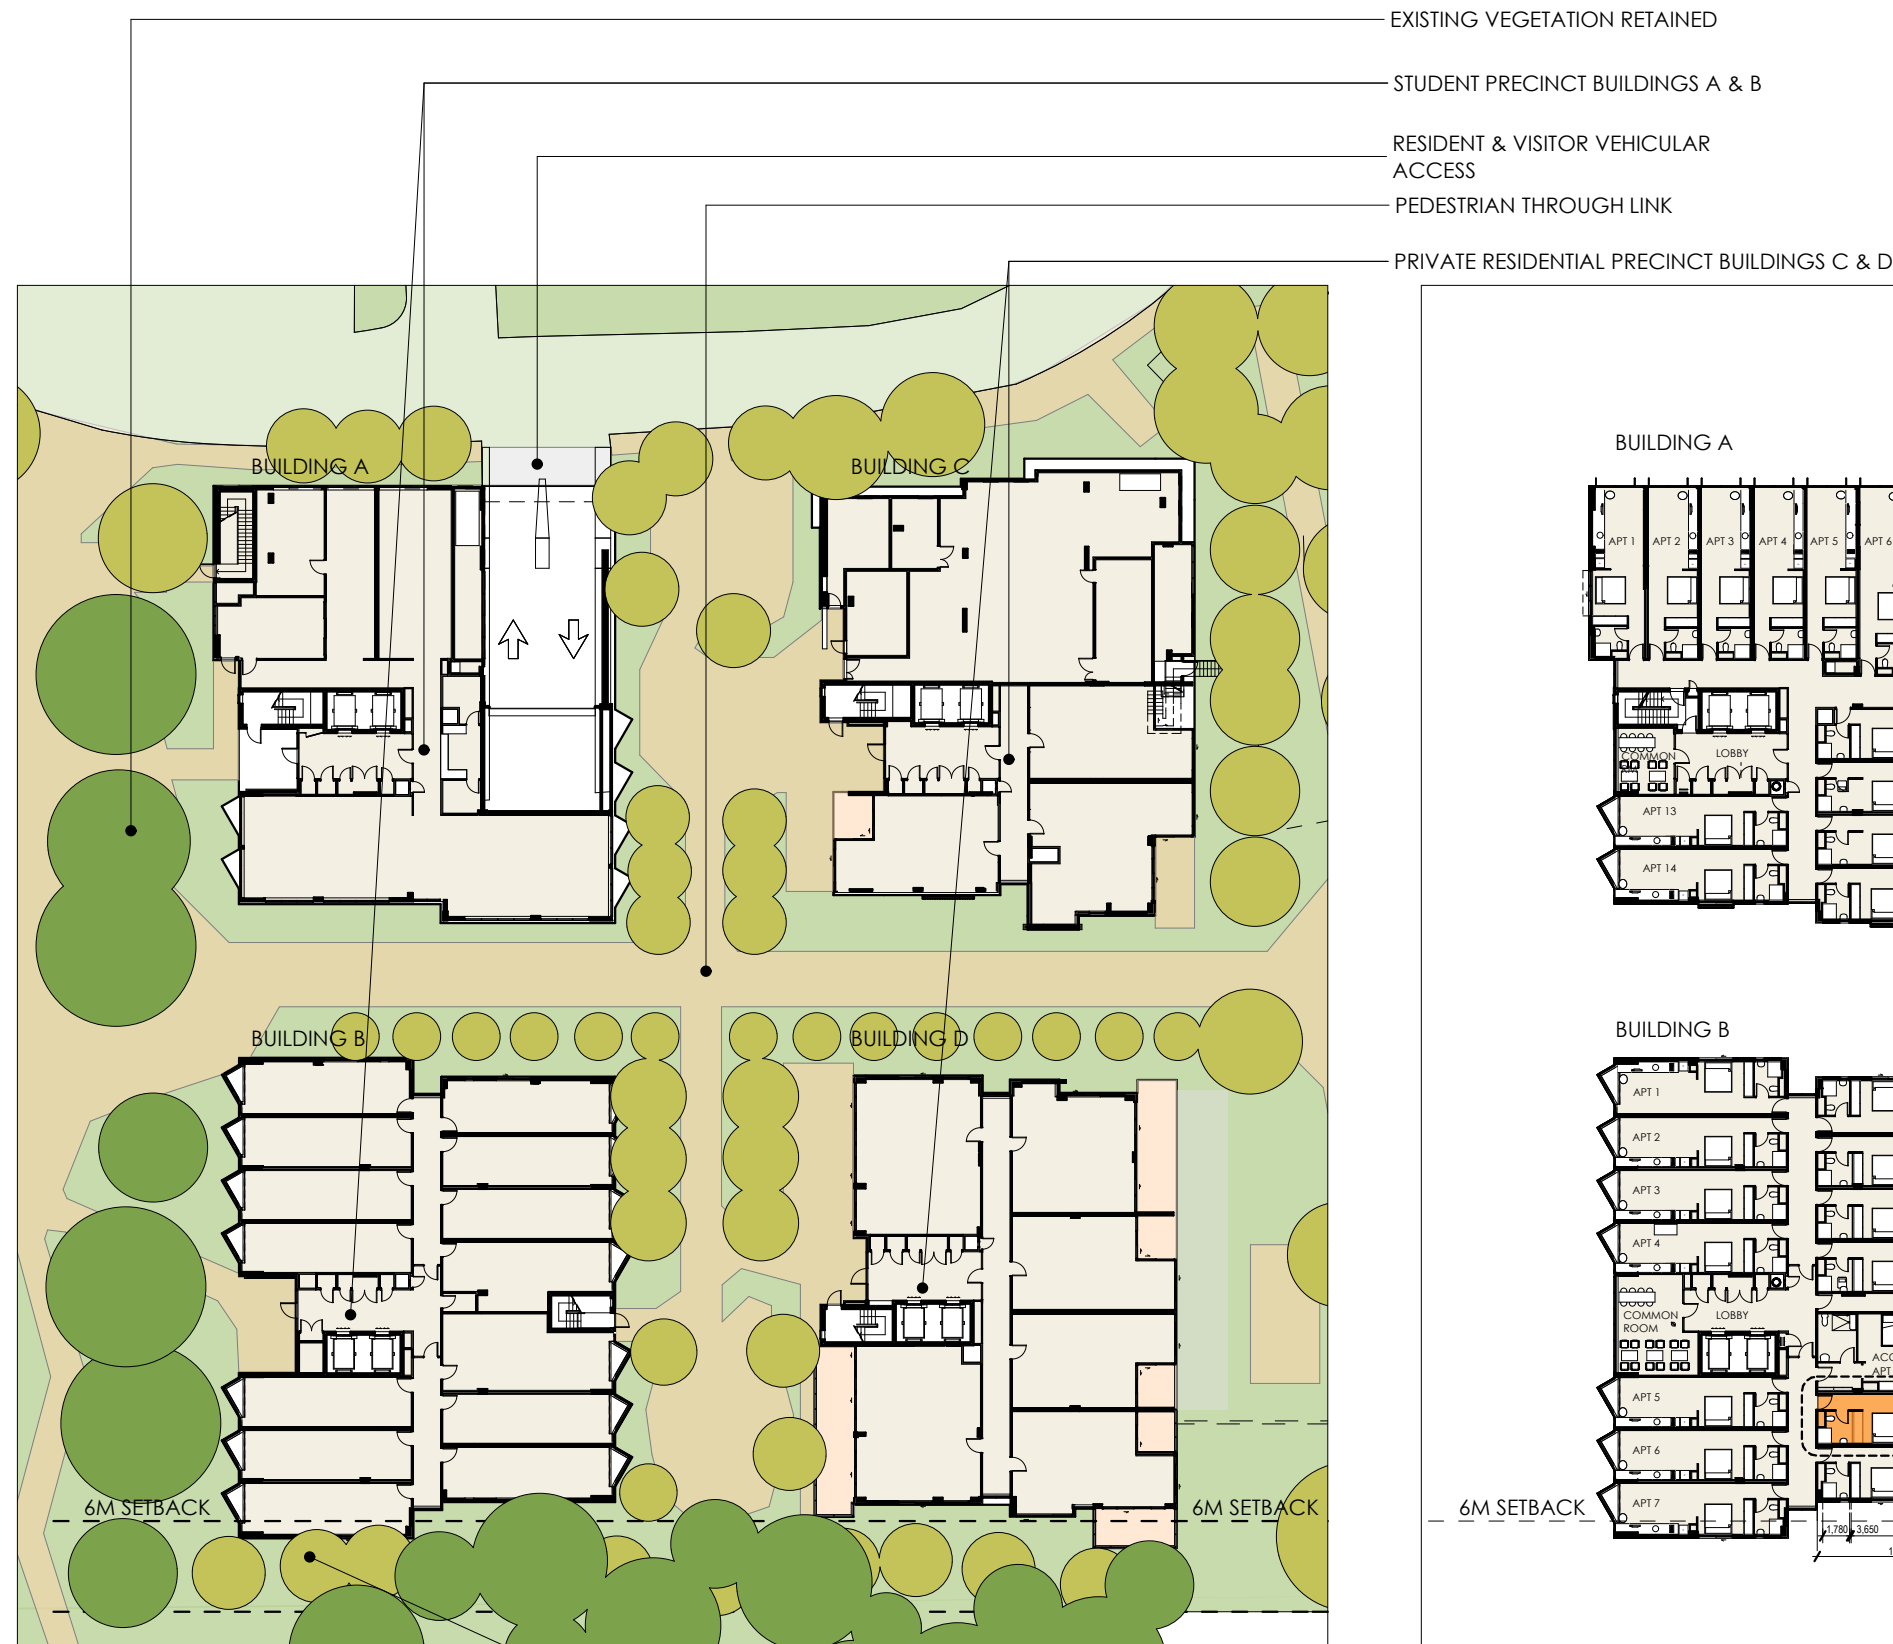 EXISTING VEGETATION RETAINED
STUDENT PRECINCT BUILDINGS A & B
RESIDENT & VISITOR VEHICULAR
ACCESS
PEDESTRIAN THROUGH LINK
PRIVATE RESIDENTIAL PRECINCT BUILDINGS C & D
BUILDING A
BUILDING C
BUILDING B
BUILDING D
6M SETBACK
6M SETBACK
BUILDING A
APT 1
APT 2
APT 3
APT 4
APT 5
APT 6
COMMON
LOBBY
APT 13
APT 14
BUILDING B
APT 1
APT 2
APT 3
APT 4
COMMON
ROOM
LOBBY
APT 5
APT 6
APT 7
6M SETBACK
1,780
3,650